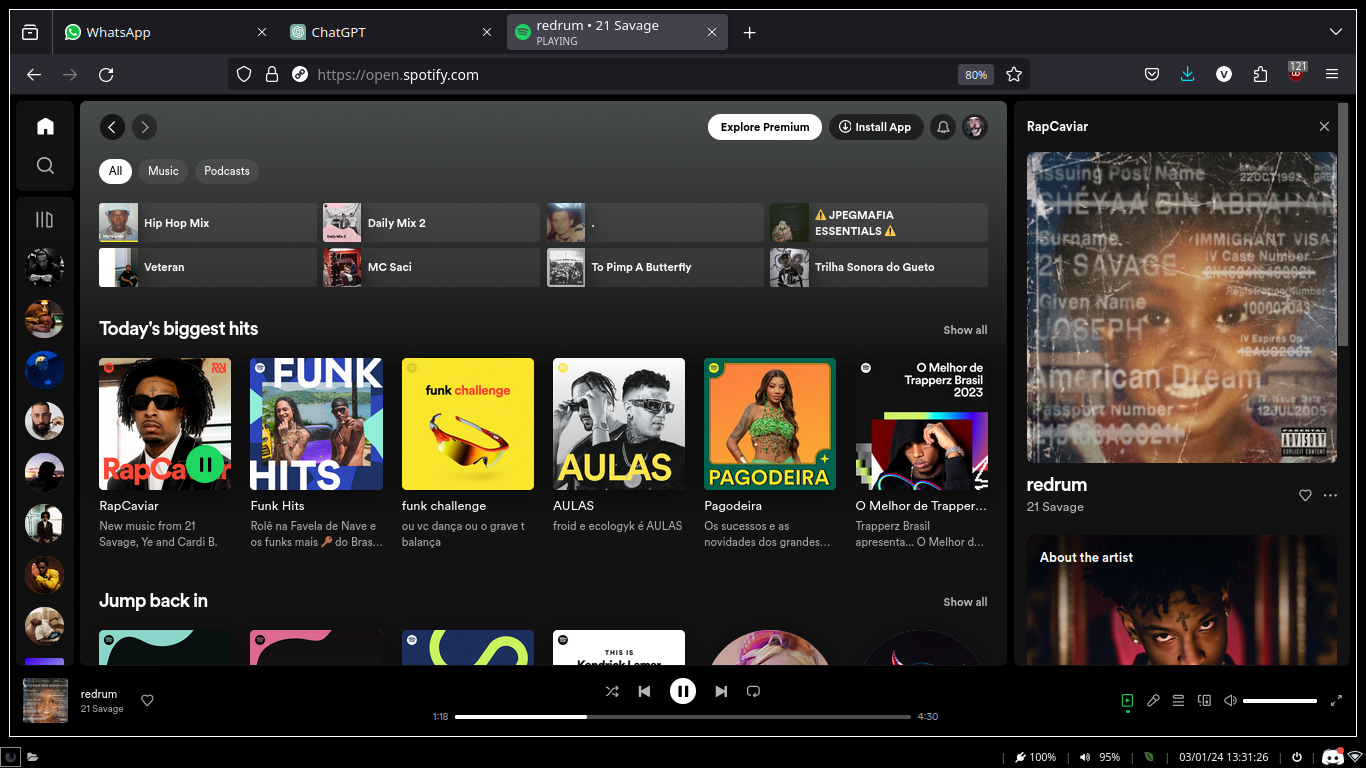 WhatsApp
ChatGPT
redrum • 21 Savage
PLAYING
https://open.spotify.com
80%
121
Explore Premium
Install App
All
Music
Podcasts
Hip Hop Mix
Daily Mix 2
.
⚠️JPEGMAFIA
ESSENTIALS⚠️
Veteran
MC Saci
To Pimp A Butterfly
Trilha Sonora do Gueto
Today's biggest hits
Show all
FUNK
HITS
funk challenge
AULAS
PAGODEIRA
O Melhor de
Trapperz Brasil
2023
RapCaviar
New music from 21
Savage, Ye and Cardi B.
Funk Hits
Rolê na Favela de Nave e
os funks mais 🔎 do Bras...
funk challenge
ou vc dança ou o grave t
balança
AULAS
froid e ecologyk é AULAS
Pagodeira
Os sucessos e as
novidades dos grandes...
O Melhor de Trapper...
Trapperz Brasil
apresenta... O Melhor d...
Jump back in
Show all
THIS IS
Kendrick Lamar
RapCaviar
Issuing Post Name
22OCT1992
SHÉYAA BIN ABRAHAM
Surname
IMMIGRANT VISA
21 SAVAGE
IV Case Number
Registration Number
Given Name
100007043
JOSEPH
IV Expires On
12AUG2007
American Dream
IV Issue Date
Passport Number
12JUL2005
PARENTAL
ADVISORY
EXPLICIT CONTENT
redrum
21 Savage
About the artist
redrum
21 Savage
1:18
4:30
100%
95%
03/01/24 13:31:26